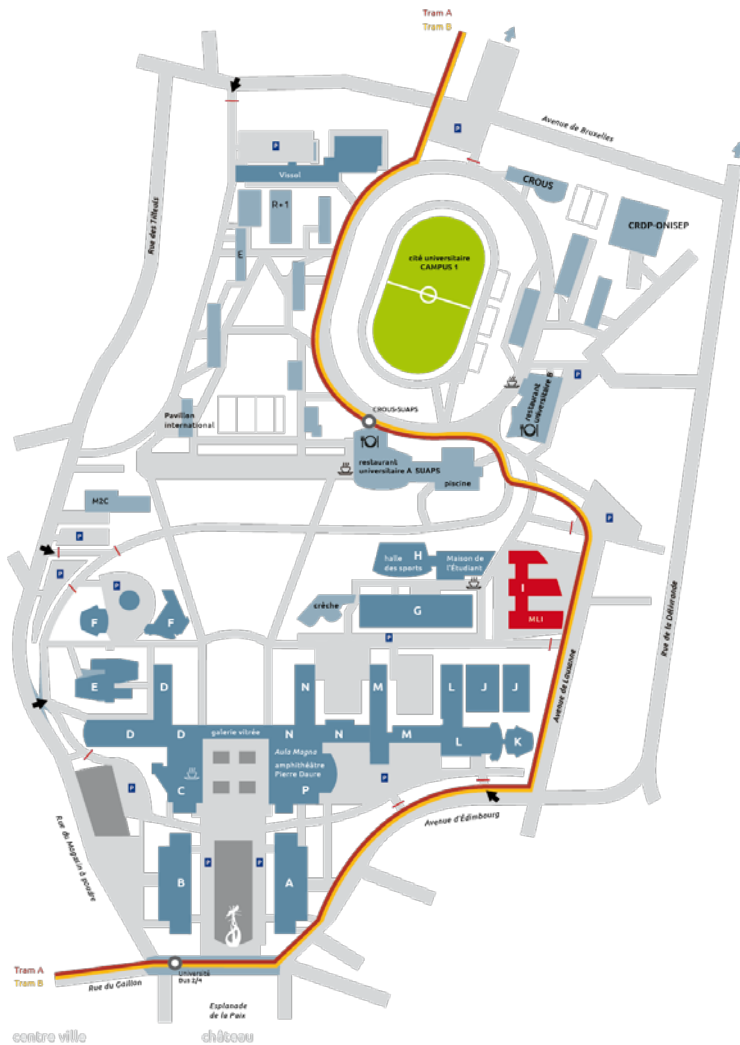 Tram A
Tram B
Avenue de Bruxelles
P
P
Vissol
CROUS
R+1
CRDP-ONISEP
Rue des Tilleuls
E
cité universitaire
CAMPUS 1
restaurant
universitaire B
P
CROUS-SUAPS
Pavillon
international
restaurant
universitaire A SUAPS
piscine
M2C
P
P
P
P
halle
des sports
H
Maison de
l'Étudiant
I
MLI
F
F
crèche
G
P
Rue de la Délivrande
Avenue de Lausanne
E
D
N
M
L
J
J
D
D
galerie vitrée
N
N
M
L
K
Aula Magna
amphithéâtre
Pierre Daure
C
P
P
P
Avenue d'Édimbourg
Rue du Magasin à poudre
P
P
B
A
Tram A
Tram B
Rue du Gaillon
Université
Bus 2/4
Esplanade
de la Paix
centre ville
château